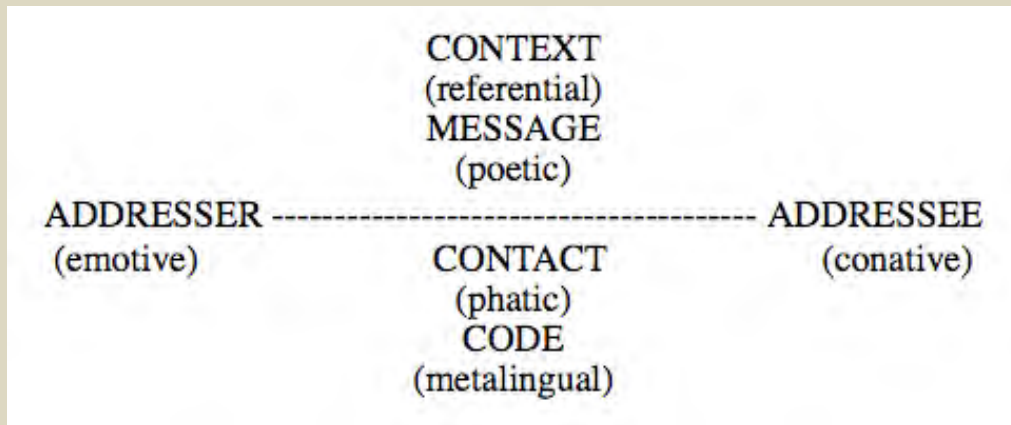 CONTEXT
(referential)
MESSAGE
(poetic)
ADDRESSER --------------------------------------- ADDRESSEE
(emotive) CONTACT (conative)
(phatic)
CODE
(metalingual)